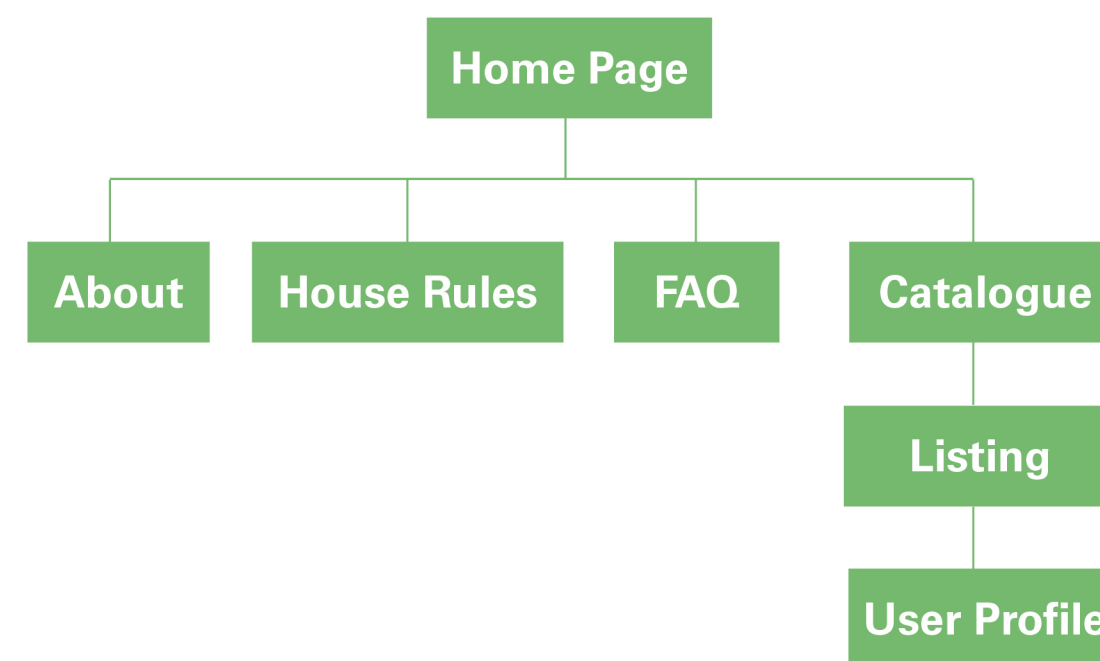 Home Page
About
House Rules
FAQ
Catalogue
Listing
User Profile